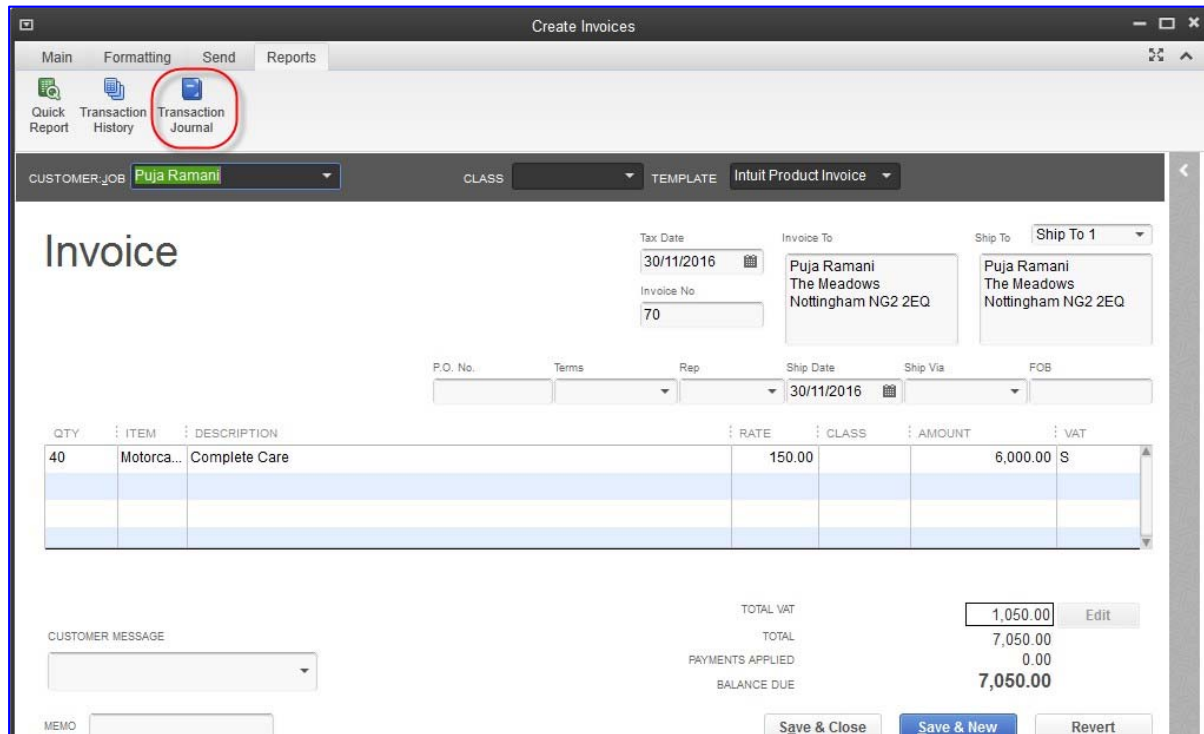 Create Invoices
Main Formatting Send Reports
Quick Report
Transaction History
Transaction Journal
CUSTOMER:JOB Puja Ramani CLASS TEMPLATE Intuit Product Invoice
Invoice
Tax Date
30/11/2016
Invoice No
70
Invoice To
Puja Ramani
The Meadows
Nottingham NG2 2EQ
Ship To Ship To 1
Puja Ramani
The Meadows
Nottingham NG2 2EQ
P.O. No. Terms Rep Ship Date Ship Via FOB
30/11/2016
QTY ITEM DESCRIPTION RATE CLASS AMOUNT VAT
40 Motorca... Complete Care 150.00 6,000.00 S
TOTAL VAT 1,050.00 Edit
CUSTOMER MESSAGE
TOTAL 7,050.00
PAYMENTS APPLIED 0.00
BALANCE DUE 7,050.00
MEMO
Save & Close Save & New Revert